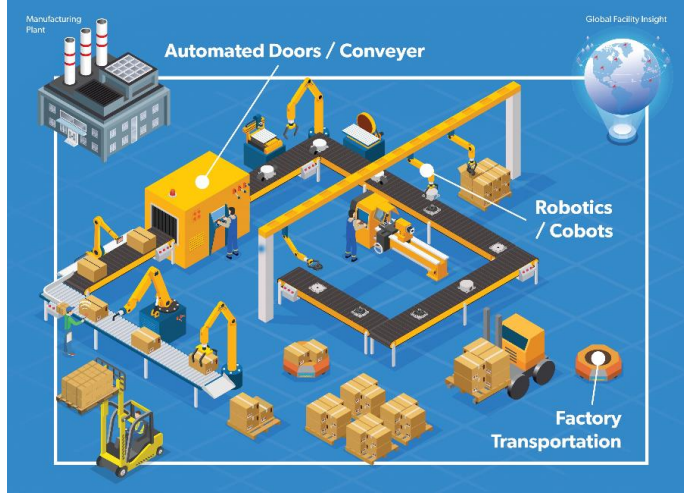 Manufacturing
Plant
Global Facility Insight
Automated Doors / Conveyer
Robotics
/ Cobots
Factory
Transportation